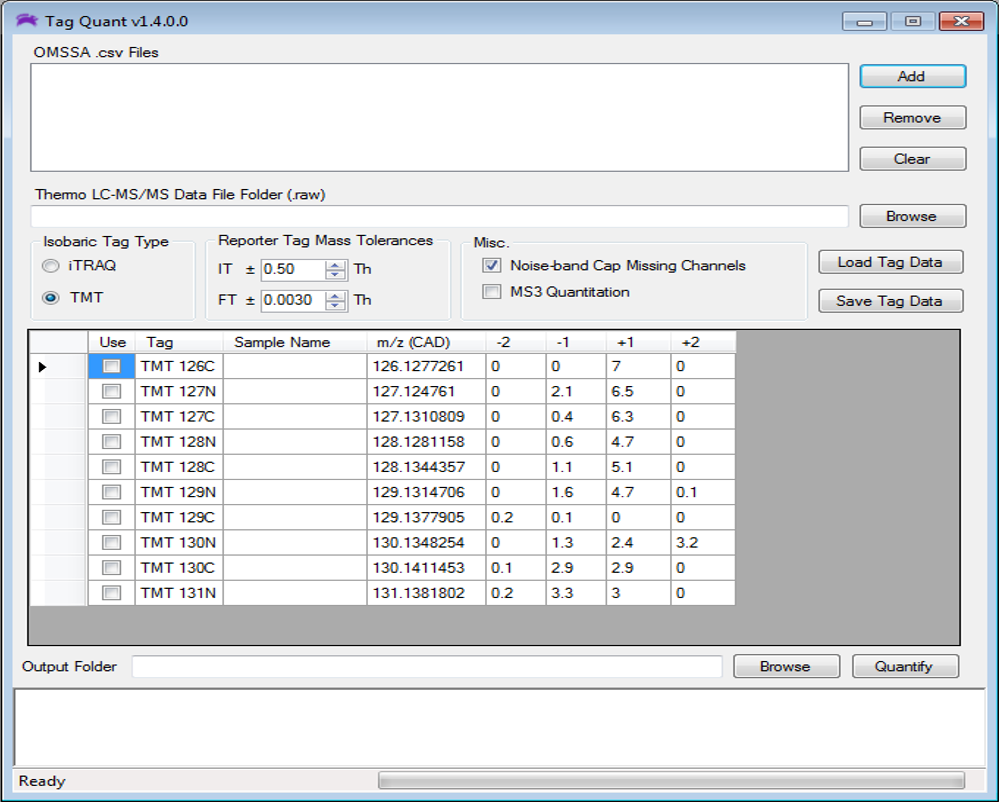 Tag Quant v1.4.0.0
OMSSA .csv Files
Add
Remove
Clear
Thermo LC-MS/MS Data File Folder (.raw)
Browse
Isobaric Tag Type
iTRAQ
TMT
Reporter Tag Mass Tolerances
IT ± 0.50 Th
FT ± 0.0030 Th
Misc.
Noise-band Cap Missing Channels
MS3 Quantitation
Load Tag Data
Save Tag Data
Use Tag Sample Name m/z (CAD) -2 -1 +1 +2
TMT 126C 126.1277261 0 0 7 0
TMT 127N 127.124761 0 2.1 6.5 0
TMT 127C 127.1310809 0 0.4 6.3 0
TMT 128N 128.1281158 0 0.6 4.7 0
TMT 128C 128.1344357 0 1.1 5.1 0
TMT 129N 129.1314706 0 1.6 4.7 0.1
TMT 129C 129.1377905 0.2 0.1 0 0
TMT 130N 130.1348254 0 1.3 2.4 3.2
TMT 130C 130.1411453 0.1 2.9 2.9 0
TMT 131N 131.1381802 0.2 3.3 3 0
Output Folder
Browse
Quantify
Ready